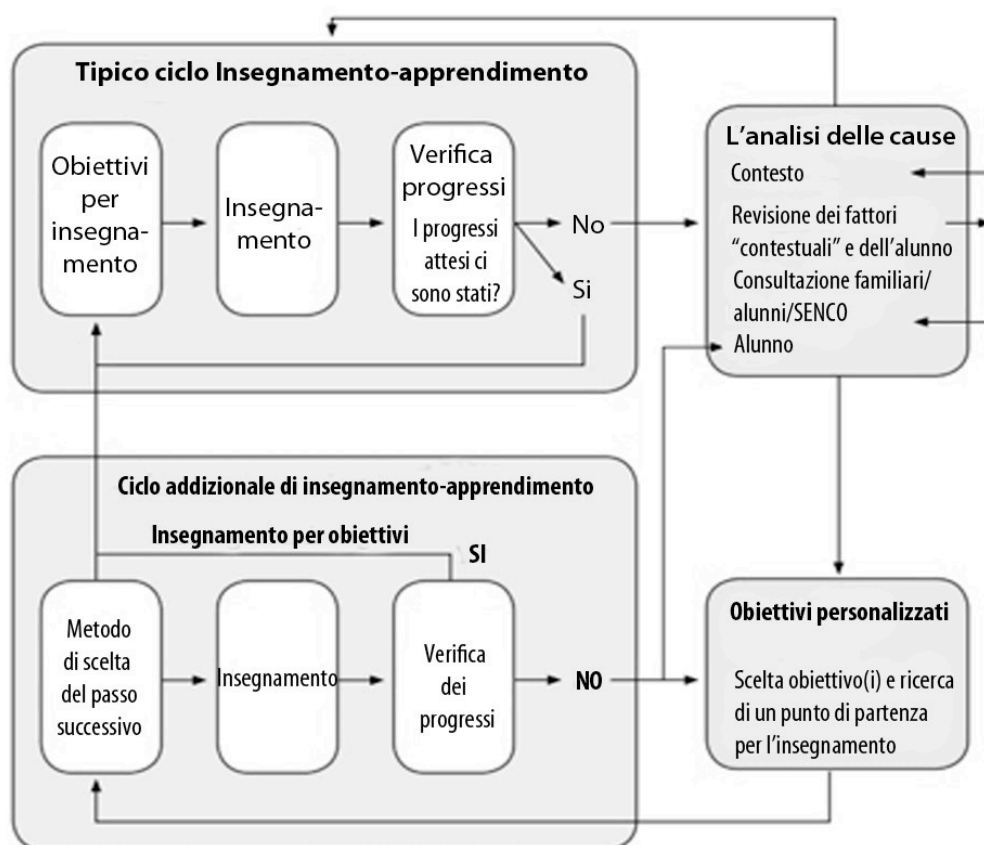 Tipico ciclo Insegnamento-apprendimento
Obiettivi
per
insegna-
mento
Insegna-
mento
Verifica
progressi
I progressi
attesi ci
sono stati?
No
Si
L'analisi delle cause
Contesto
Revisione dei fattori
“contestuali” e dell'alunno
Consultazione familiari/
alunni/SENCO
Alunno
Ciclo addizionale di insegnamento-apprendimento
Insegnamento per obiettivi
SI
Metodo
di scelta
del passo
successivo
Insegnamento
Verifica
dei
progressi
NO
Obiettivi personalizzati
Scelta obiettivo(i) e ricerca
di un punto di partenza
per l'insegnamento